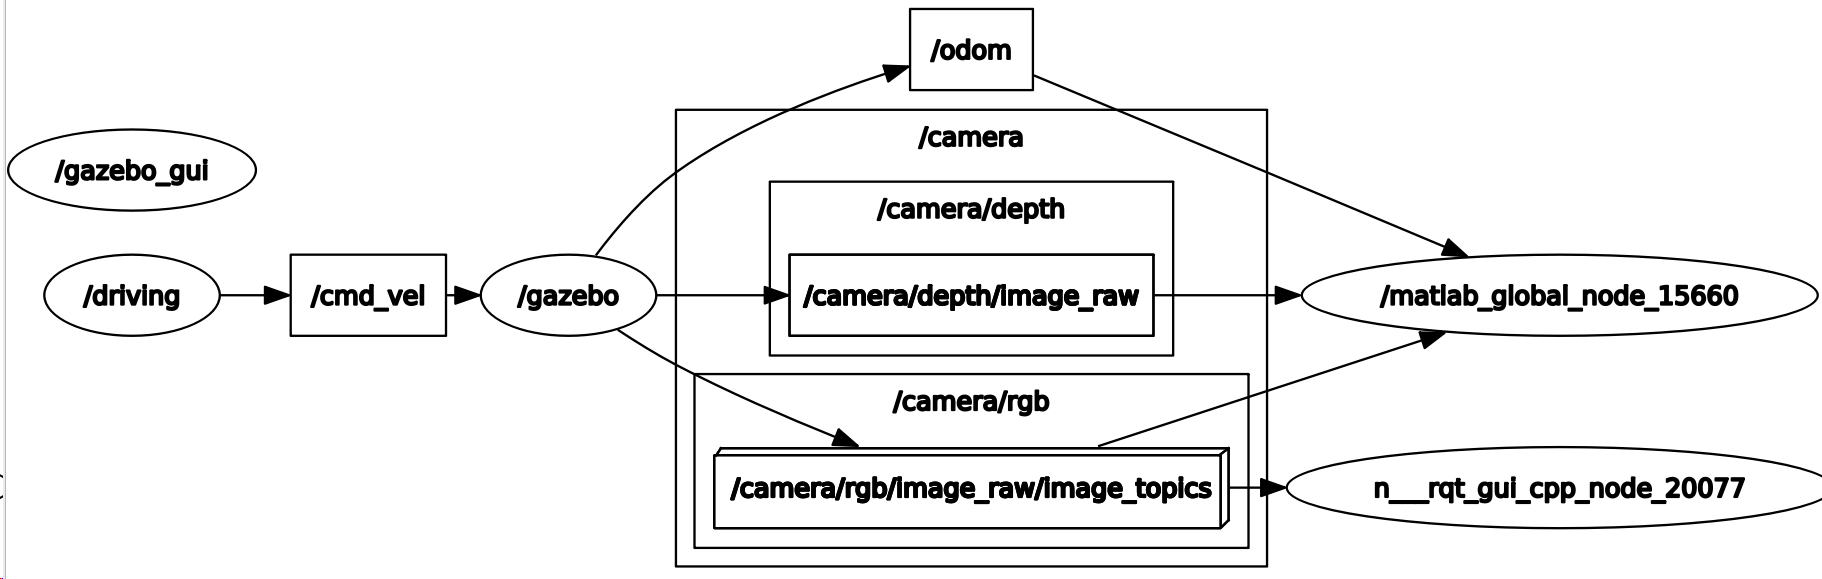 /odom
/camera
/gazebo_gui
/camera/depth
/driving
/cmd_vel
/gazebo
/camera/depth/image_raw
/matlab_global_node_15660
/camera/rgb
/camera/rgb/image_raw/image_topics
n___rqt_gui_cpp_node_20077